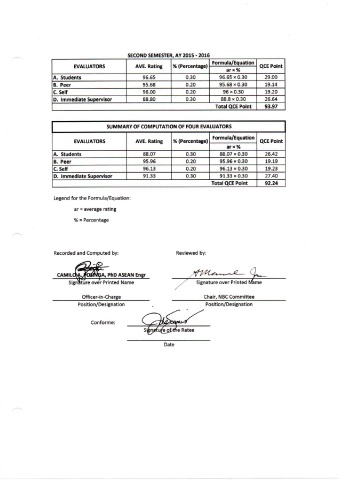 SECOND SEMESTER, AY 2015 - 2016
EVALUATORS AVE. Rating % (Percentage) Formula/Equation ar × % QCE Point
A. Students 96.65 0.30 96.65 × 0.30 29.00
B. Peer 95.68 0.20 95.68 × 0.30 19.14
C. Self 96.00 0.20 96 × 0.30 19.20
D. Immediate Supervisor 88.80 0.30 88.8 × 0.30 26.64
Total QCE Point 93.97
SUMMARY OF COMPUTATION OF FOUR EVALUATORS
EVALUATORS AVE. Rating % (Percentage) Formula/Equation ar × % QCE Point
A. Students 88.07 0.30 88.07 × 0.30 26.42
B. Peer 95.96 0.20 95.96 × 0.30 19.19
C. Self 96.13 0.20 96.13 × 0.30 19.23
D. Immediate Supervisor 91.33 0.30 91.33 × 0.30 27.40
Total QCE Point 92.24
Legend for the Formula/Equation:
ar = average rating
% = Percentage
Recorded and Computed by: Reviewed by:
PhD ASEAN Engr
Signature over Printed Name Signature over Printed Name
Officer-in-Charge Chair, NBC Committee
Position/Designation Position/Designation
Conforme:
Signature of the Ratee
Date